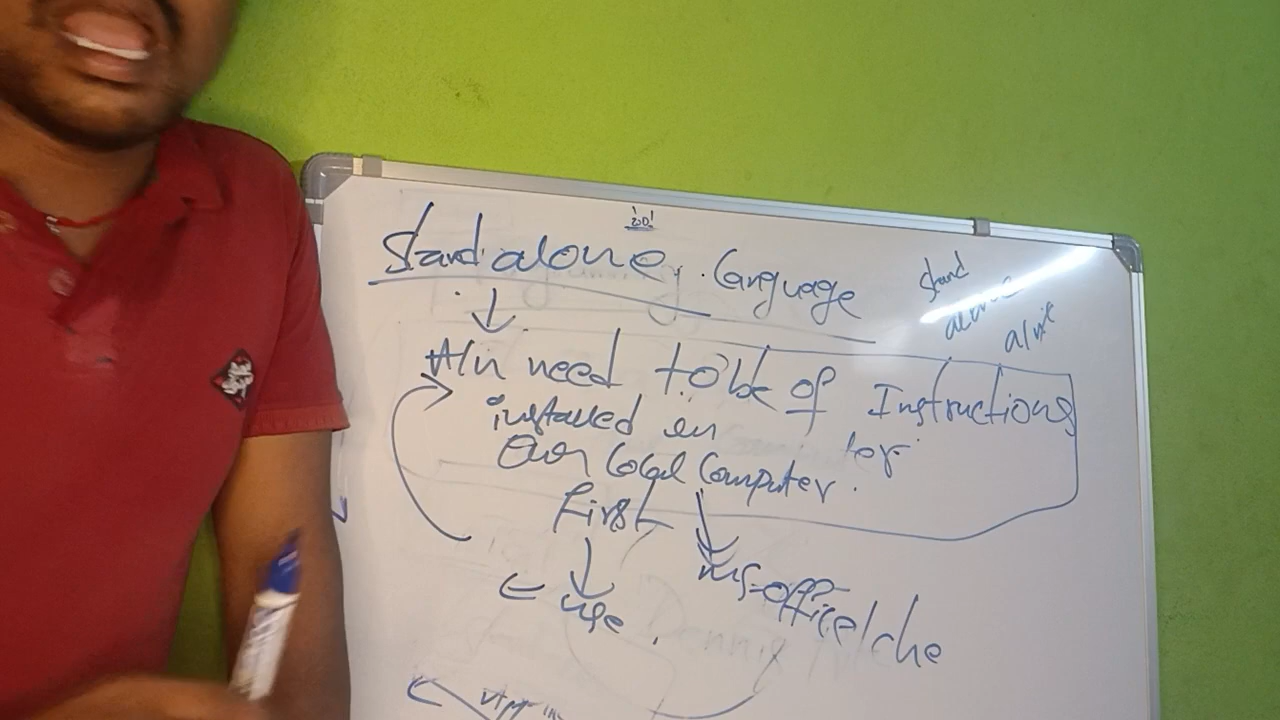 Stand alone Language
stand
alone
need to be of Instructions
installed in
Our Local Computer.
for
first
use.
ms-office/